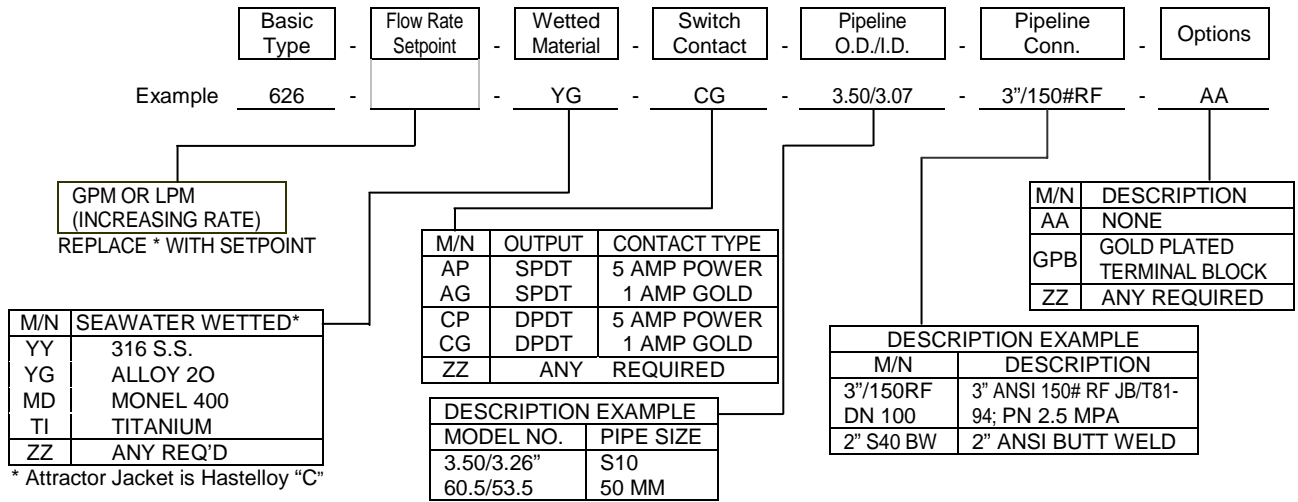 Basic Type - Flow Rate Setpoint - Wetted Material - Switch Contact - Pipeline O.D./I.D. - Pipeline Conn. - Options
Example 626 - - YG - CG - 3.50/3.07 - 3"/150#RF - AA
GPM OR LPM
(INCREASING RATE)
REPLACE * WITH SETPOINT
M/N SEAWATER WETTED*
YY 316 S.S.
YG ALLOY 2O
MD MONEL 400
TI TITANIUM
ZZ ANY REQ'D
* Attractor Jacket is Hastelloy “C”
M/N OUTPUT CONTACT TYPE
AP SPDT 5 AMP POWER
AG SPDT 1 AMP GOLD
CP DPDT 5 AMP POWER
CG DPDT 1 AMP GOLD
ZZ ANY REQUIRED
DESCRIPTION EXAMPLE
MODEL NO. PIPE SIZE
3.50/3.26" S10
60.5/53.5 50 MM
M/N DESCRIPTION
AA NONE
GPB GOLD PLATED
TERMINAL BLOCK
ZZ ANY REQUIRED
DESCRIPTION EXAMPLE
M/N DESCRIPTION
3”/150RF 3” ANSI 150# RF JB/T81-
DN 100 94; PN 2.5 MPA
2” S40 BW 2” ANSI BUTT WELD